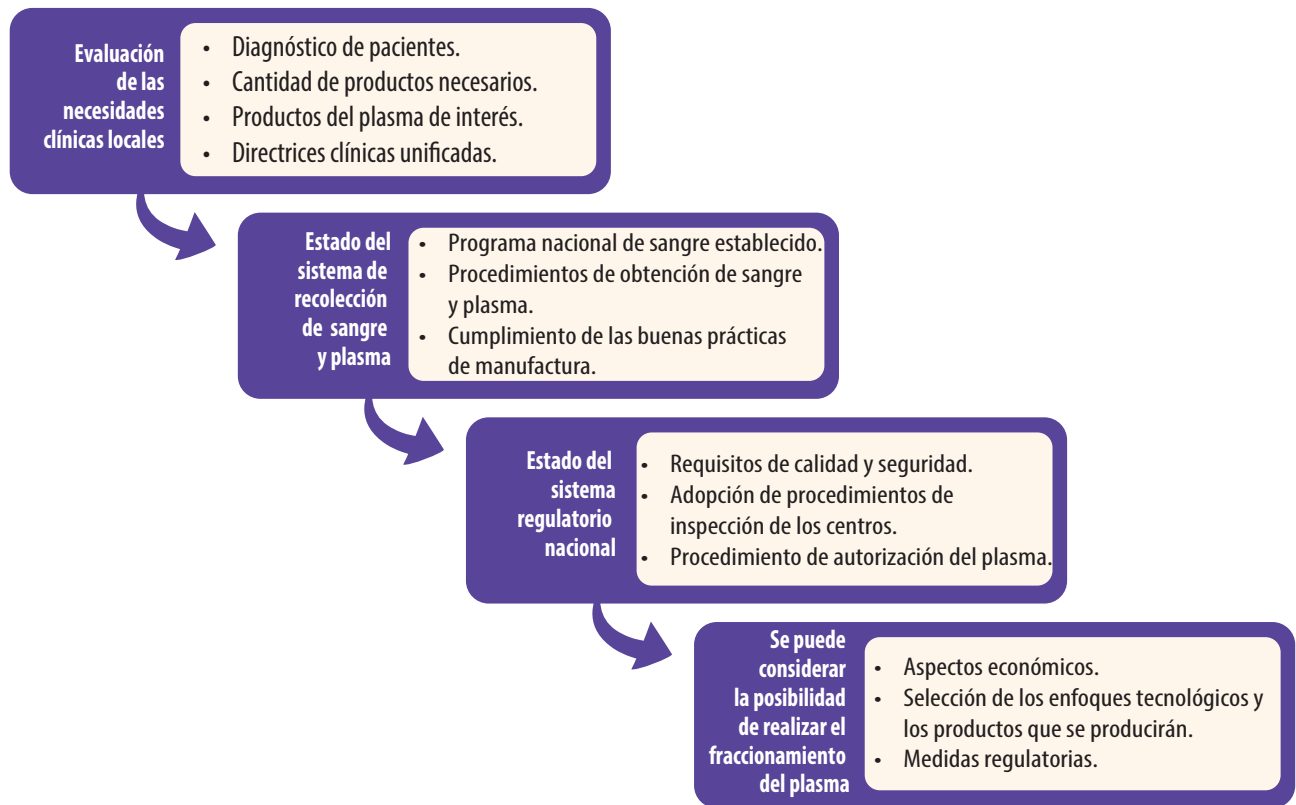 Evaluación
de las
necesidades
clínicas locales
• Diagnóstico de pacientes.
• Cantidad de productos necesarios.
• Productos del plasma de interés.
• Directrices clínicas unificadas.
Estado del
sistema de
recolección
de sangre
y plasma
• Programa nacional de sangre establecido.
• Procedimientos de obtención de sangre
y plasma.
• Cumplimiento de las buenas prácticas
de manufactura.
Estado del
sistema
regulatorio
nacional
• Requisitos de calidad y seguridad.
• Adopción de procedimientos de
inspección de los centros.
• Procedimiento de autorización del plasma.
Se puede
considerar
la posibilidad
de realizar el
fraccionamiento
del plasma
• Aspectos económicos.
• Selección de los enfoques tecnológicos y
los productos que se producirán.
• Medidas regulatorias.